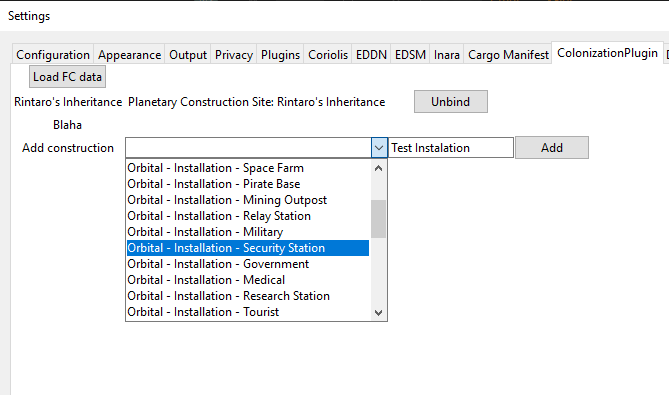 Settings
Configuration Appearance Output Privacy Plugins Coriolis EDDN EDSM Inara Cargo Manifest ColonizationPlugin
Load FC data
Rintaro's Inheritance Planetary Construction Site: Rintaro's Inheritance Unbind
Blaha
Add construction Test Instalation Add
Orbital - Installation - Space Farm
Orbital - Installation - Pirate Base
Orbital - Installation - Mining Outpost
Orbital - Installation - Relay Station
Orbital - Installation - Military
Orbital - Installation - Security Station
Orbital - Installation - Government
Orbital - Installation - Medical
Orbital - Installation - Research Station
Orbital - Installation - Tourist